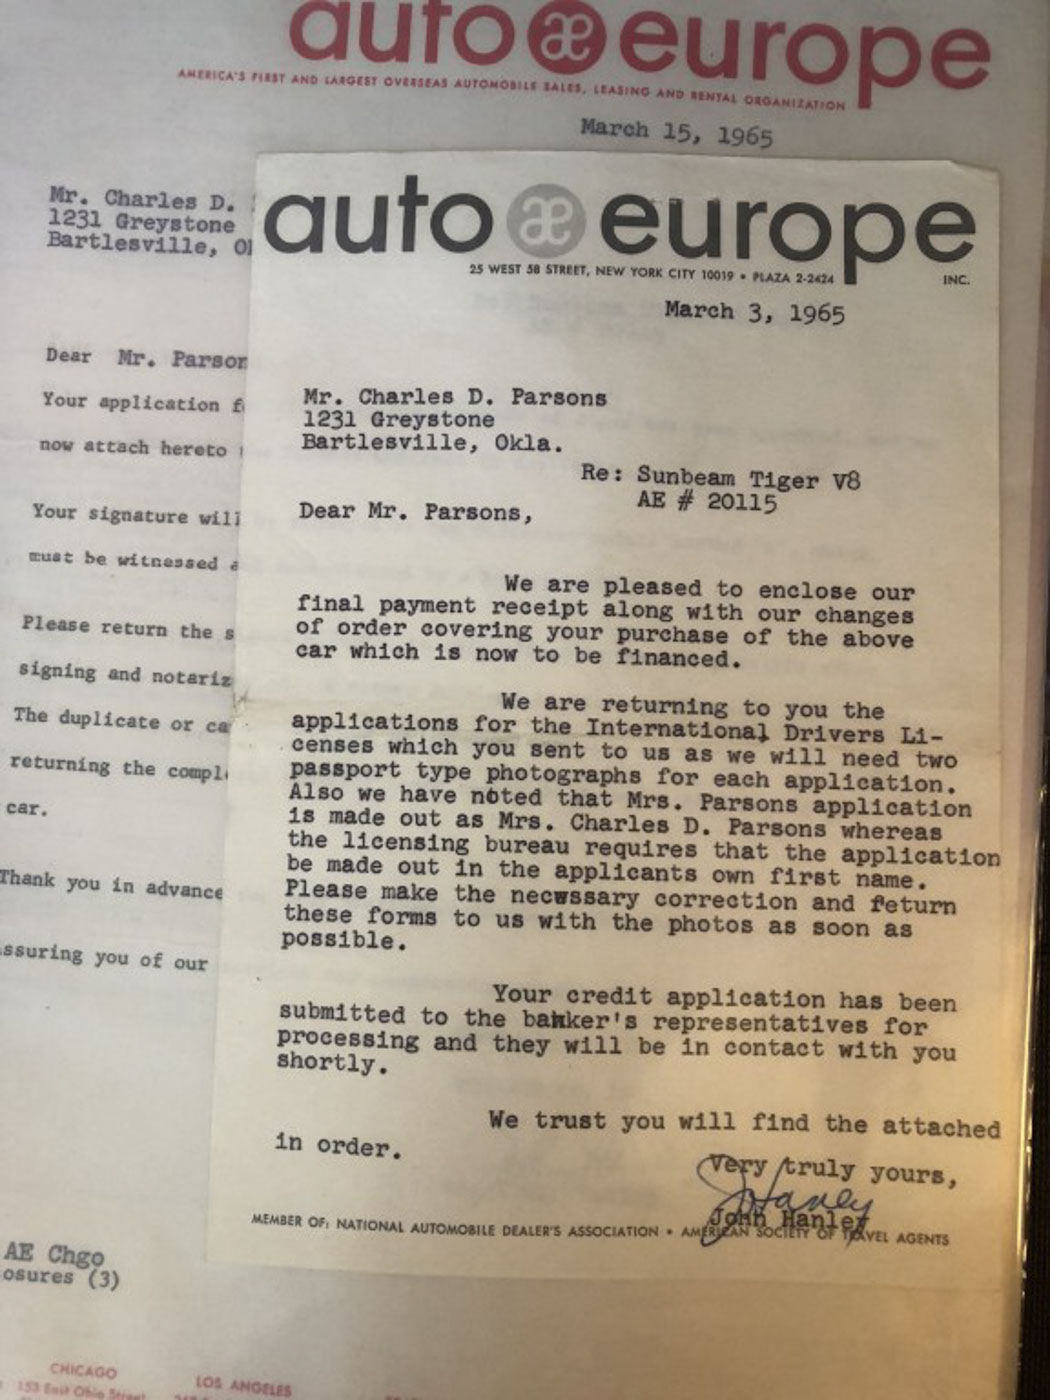 auto æ europe
AMERICA'S FIRST AND LARGEST OVERSEAS AUTOMOBILE SALES, LEASING AND RENTAL ORGANIZATION
March 15, 1965
Mr. Charles D.
1231 Greystone
Bartlesville,
Dear Mr. Parson
Your application f
now attach hereto
Your signature will
must be witnessed a
Please return the s
signing and notariz
The duplicate or ca
returning the compl
car.
Thank you in advance
ssuring you of our
AE Chgo
osures (3)
CHICAGO
153 East Ohio Street
LOS ANGELES
auto æ europe
INC.
25 WEST 58 STREET, NEW YORK CITY 10019 • PLAZA 2-2424
March 3, 1965
Mr. Charles D. Parsons
1231 Greystone
Bartlesville, Okla.
Re: Sunbeam Tiger V8
AE # 20115
Dear Mr. Parsons,
We are pleased to enclose our
final payment receipt along with our changes
of order covering your purchase of the above
car which is now to be financed.
We are returning to you the
applications for the International Drivers Li-
censes which you sent to us as we will need two
passport type photographs for each application.
Also we have noted that Mrs. Parsons application
is made out as Mrs. Charles D. Parsons whereas
the licensing bureau requires that the application
be made out in the applicants own first name.
Please make the necwssary correction and return
these forms to us with the photos as soon as
possible.
Your credit application has been
submitted to the banker's representatives for
processing and they will be in contact with you
shortly.
We trust you will find the attached
in order.
Very truly yours,
JHanley
John Hanley
MEMBER OF: NATIONAL AUTOMOBILE DEALER'S ASSOCIATION • AMERICAN SOCIETY OF TRAVEL AGENTS